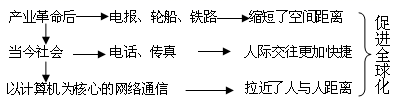 产业革命后 电报、轮船、铁路 缩短了空间距离
当今社会 电话、传真 人际交往更加快捷
以计算机为核心的网络通信 拉近了人与人距离
促进全球化